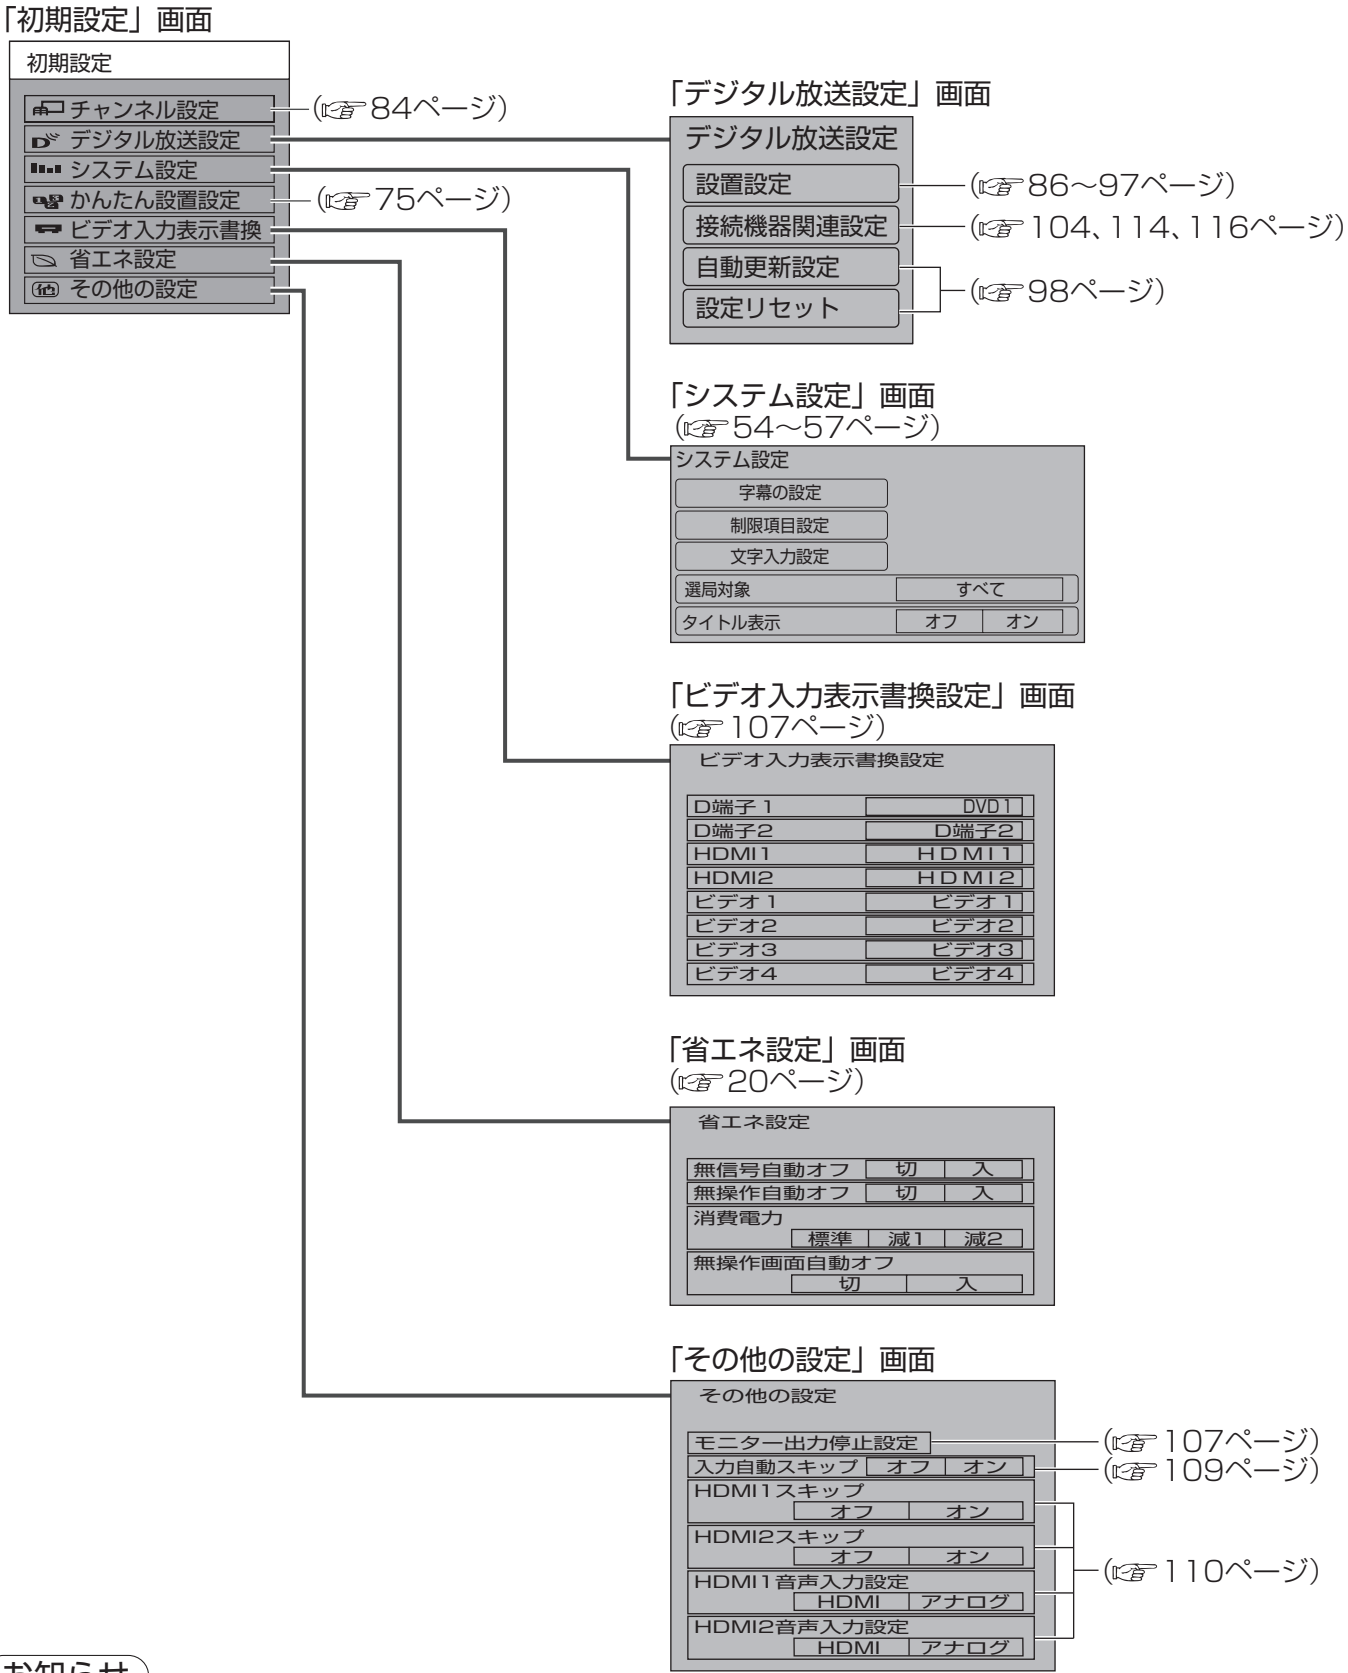 「初期設定」画面
初期設定
チャンネル設定
(☞84ページ)
デジタル放送設定
システム設定
かんたん設置設定
(☞75ページ)
ビデオ入力表示書換
省エネ設定
他 その他の設定
「デジタル放送設定」画面
デジタル放送設定
設置設定
(☞86〜97ページ)
接続機器関連設定
(☞104、114、116ページ)
自動更新設定
設定リセット
(☞98ページ)
「システム設定」画面
(☞54〜57ページ)
システム設定
字幕の設定
制限項目設定
文字入力設定
選局対象 すべて
タイトル表示 オフ オン
「ビデオ入力表示書換設定」画面
(☞107ページ)
ビデオ入力表示書換設定
D端子1 DVD1
D端子2 D端子2
HDMI1 HDMI1
HDMI2 HDMI2
ビデオ1 ビデオ1
ビデオ2 ビデオ2
ビデオ3 ビデオ3
ビデオ4 ビデオ4
「省エネ設定」画面
(☞20ページ)
省エネ設定
無信号自動オフ 切 入
無操作自動オフ 切 入
消費電力
標準 減1 減2
無操作画面自動オフ
切 入
「その他の設定」画面
その他の設定
モニター出力停止設定
(☞107ページ)
入力自動スキップ オフ オン
(☞109ページ)
HDMI1スキップ
オフ オン
HDMI2スキップ
オフ オン
(☞110ページ)
HDMI1音声入力設定
HDMI アナログ
HDMI2音声入力設定
HDMI アナログ
お知らせ